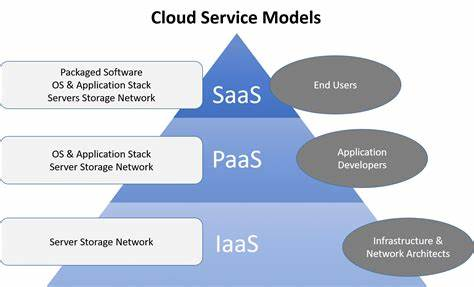 Cloud Service Models
Packaged Software
OS & Application Stack
Servers Storage Network
SaaS
End Users
OS & Application Stack
Server Storage Network
PaaS
Application
Developers
Server Storage Network
IaaS
Infrastructure &
Network Architects